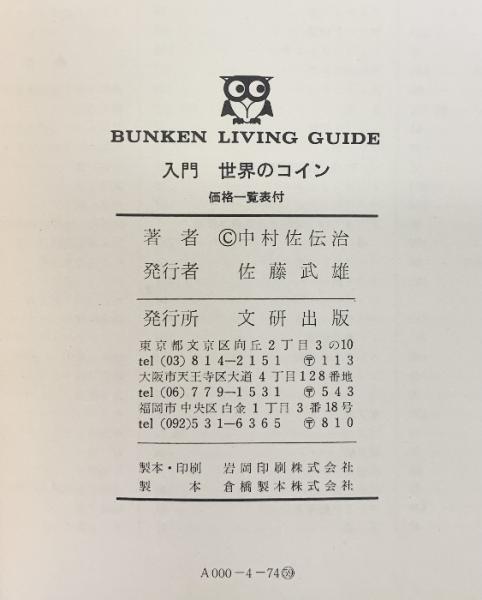 BUNKEN LIVING GUIDE
入門 世界のコイン
価格一覧表付
著者 ©中村佐伝治
発行者 佐藤武雄
発行所 文研出版
東京都文京区向丘2丁目3の10
tel (03) 814-2151 〒113
大阪市天王寺区大道4丁目128番地
tel (06) 779-1531 〒543
福岡市中央区白金1丁目3番18号
tel (092)531-6365 〒810
製本・印刷 岩岡印刷株式会社
製本 倉橋製本株式会社
A000-4-74㊾